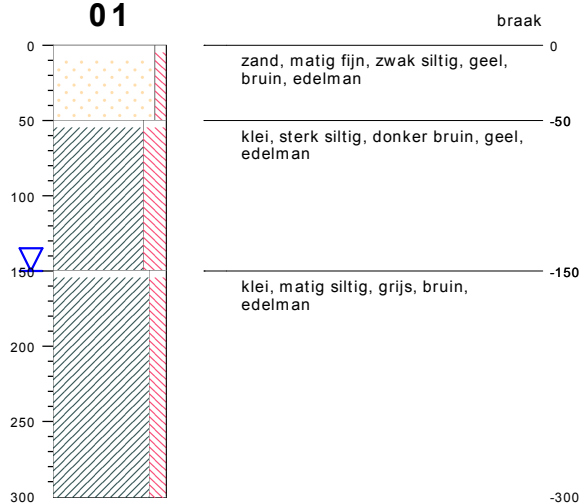 01
braak
0
0
zand, matig fijn, zwak siltig, geel,
bruin, edelman
50
-50
klei, sterk siltig, donker bruin, geel,
edelman
100
150
-150
klei, matig siltig, grijs, bruin,
edelman
200
250
300
-300